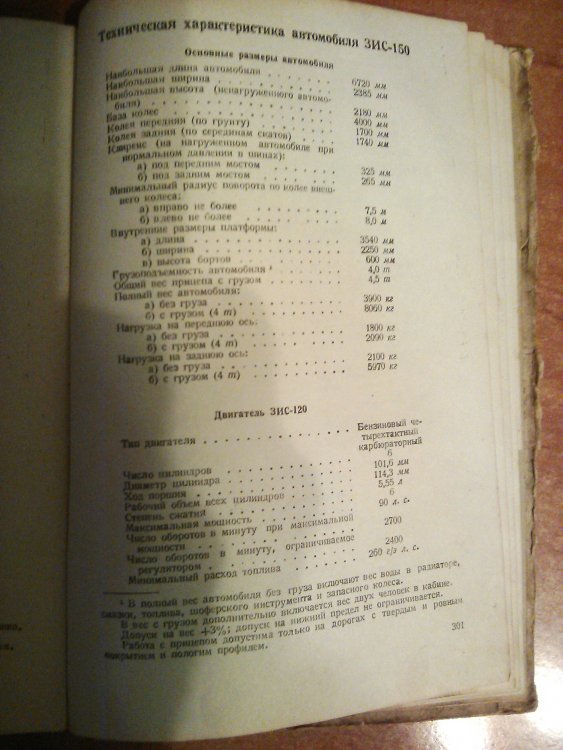 Техническая характеристика автомобиля ЗИС-150
Основные размеры автомобиля
Наибольшая длина автомобиля . . . . . . . 6720 мм
Наибольшая ширина . . . . . . . . . 2385 мм
Наибольшая высота (ненагруженного автомо-
биля) . . . . . . . . . . . . . 2180 мм
База колес . . . . . . . . . . . 4000 мм
Колея передняя (по грунту) . . . . . . . 1700 мм
Колея задняя (по серединам скатов) . . . . . 1740 мм
Клиренс (на нагруженном автомобиле при
нормальном давлении в шинах):
а) под передним мостом . . . . . . . 325 мм
б) под задним мостом . . . . . . . 265 мм
Минимальный радиус поворота по колее внеш-
него колеса:
а) вправо не более . . . . . . . . 7,5 м
б) влево не более . . . . . . . . 8,0 м
Внутренние размеры платформы:
а) длина . . . . . . . . . . . 3540 мм
б) ширина . . . . . . . . . . 2250 мм
в) высота бортов . . . . . . . . 600 мм
Грузоподъемность автомобиля ¹ . . . . . . 4,0 т
Общий вес прицепа с грузом . . . . . . . 4,5 т
Полный вес автомобиля:
а) без груза . . . . . . . . . . 3900 кг
б) с грузом (4 т) . . . . . . . . . 8060 кг
Нагрузка на переднюю ось:
а) без груза . . . . . . . . . . 1800 кг
б) с грузом (4 т) . . . . . . . . . 2090 кг
Нагрузка на заднюю ось:
а) без груза . . . . . . . . . . 2100 кг
б) с грузом (4 т) . . . . . . . . . 5970 кг
Двигатель ЗИС-120
Тип двигателя . . . . . . . . . . . Бензиновый че-
тырехтактный
карбюраторный
Число цилиндров . . . . . . . . . . 6
Диаметр цилиндра . . . . . . . . . 101,6 мм
Ход поршня . . . . . . . . . . . 114,3 мм
Рабочий объем всех цилиндров . . . . . . 5,55 л
Степень сжатия . . . . . . . . . . 6
Максимальная мощность . . . . . . . . 90 л. с.
Число оборотов в минуту при максимальной
мощности . . . . . . . . . . . 2700
Число оборотов в минуту, ограничиваемое
регулятором . . . . . . . . . . 2400
Минимальный расход топлива . . . . . . 260 г/э л. с.
¹ В полный вес автомобиля без груза включают вес воды в радиаторе,
смазки, топлива, шоферского инструмента и запасного колеса.
В вес с грузом дополнительно включается вес двух человек в кабине.
Допуск на вес +3%; допуск на нижний предел не ограничивается.
Работа с прицепом допустима только на дорогах с твердым и ровным
покрытием и пологим профилем.
301